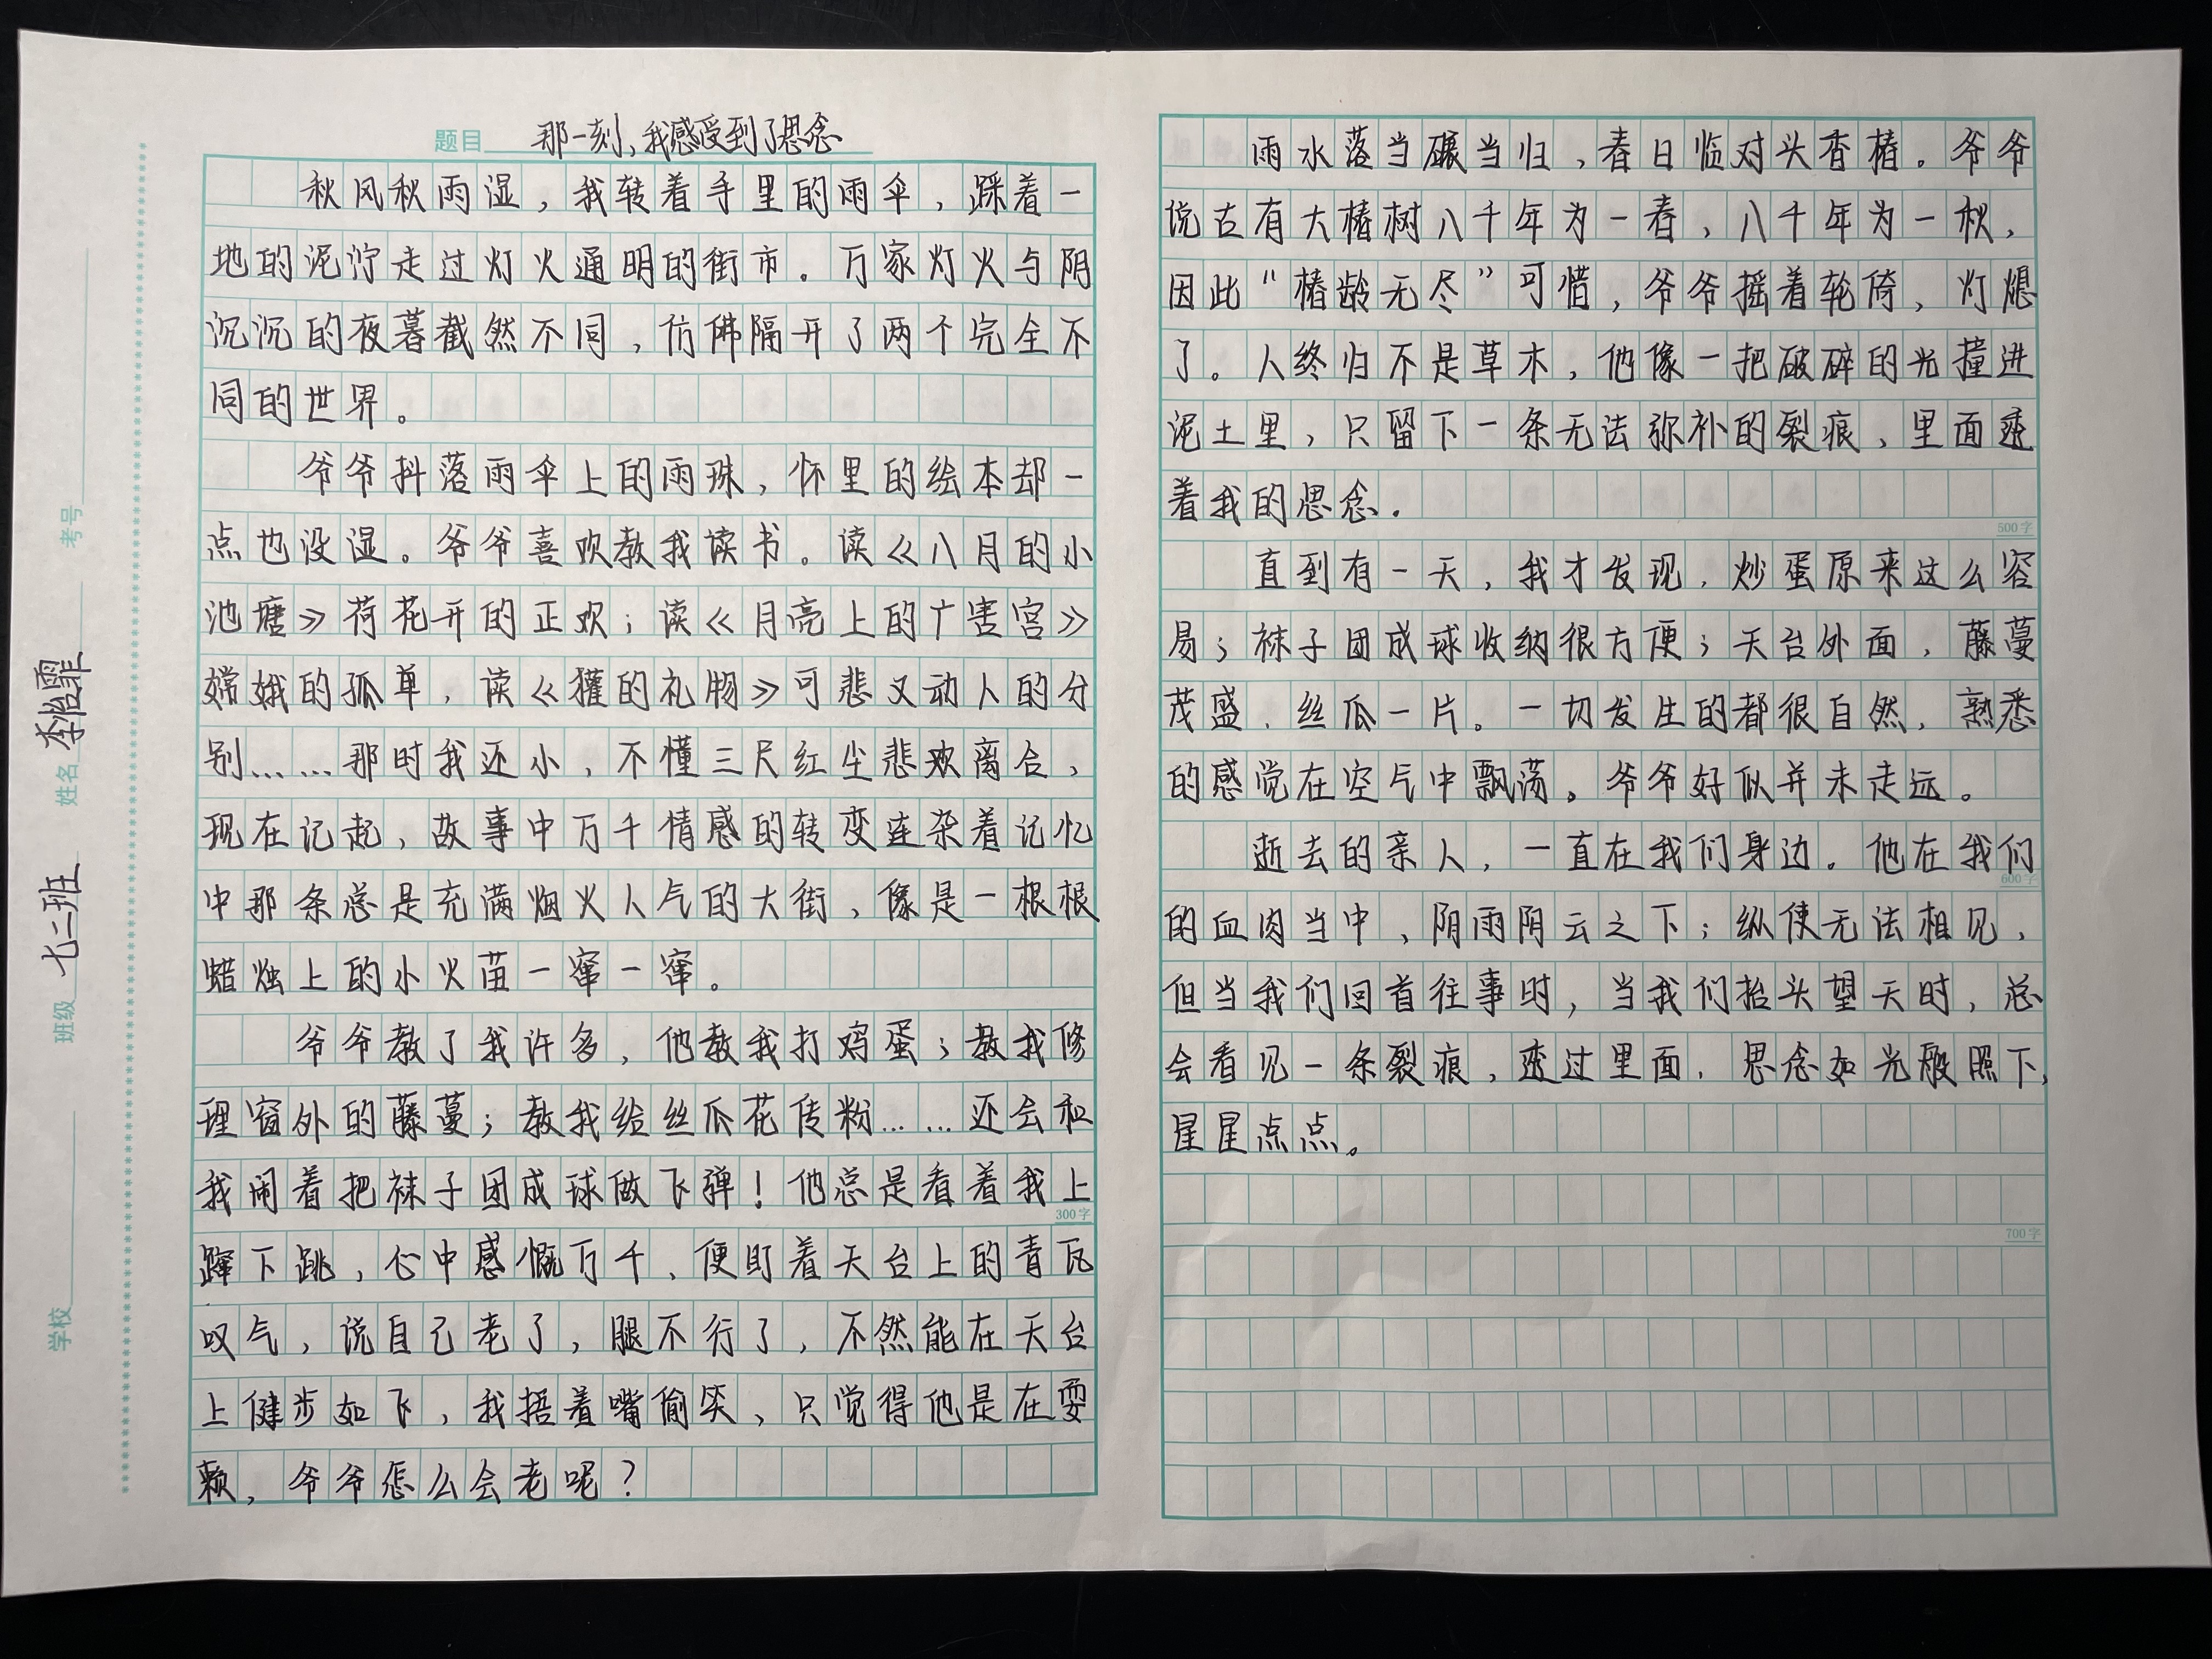 题目 那一刻，我感受到了思念
秋风秋雨湿，我转着手里的雨伞，踩着一
地的泥泞走过灯火通明的街市。万家灯火与阴
沉沉的夜暮截然不同，仿佛隔开了两个完全不
同的世界。
爷爷抖落雨伞上的雨珠，怀里的绘本却一
点也没湿。爷爷喜欢教我读书。读《八月的小
池塘》荷花开的正欢；读《月亮上的广害宫》
嫦娥的孤单，读《獾的礼物》可悲又动人的分
别……那时我还小，不懂三尺红尘悲欢离合，
现在记起，故事中万千情感的转变连杂着记忆
中那条总是充满烟火人气的大街，像是一根根
蜡烛上的小火苗一窜一窜。
爷爷教了我许多，他教我打鸡蛋；教我修
理窗外的藤蔓；教我给丝瓜花传粉……还会和
我闹着把袜子团成球做飞弹！他总是看着我上
蹿下跳，心中感慨万千，便盯着天台上的青瓦
叹气，说自己老了，腿不行了，不然能在天台
上健步如飞，我捂着嘴偷笑，只觉得他是在耍
赖，爷爷怎么会老呢？
雨水落当碾当归，春日临对头香椿。爷爷
说古有大椿树八千年为一春，八千年为一秋，
因此“椿龄无尽”可惜，爷爷摇着轮倚，灯熄
了。人终归不是草木，他像一把破碎的光撞进
泥土里，只留下一条无法弥补的裂痕，里面透
着我的思念.
500字
直到有一天，我才发现，炒蛋原来这么容
易；袜子团成球收纳很方便；天台外面，藤蔓
茂盛，丝瓜一片。一切发生的都很自然，熟悉
的感觉在空气中飘荡。爷爷好似并未走远。
逝去的亲人，一直在我们身边。他在我们
600字
的血肉当中，阴雨阴云之下；纵使无法相见，
但当我们回首往事时，当我们抬头望天时，总
会看见一条裂痕，透过里面，思念如光般照下，
星星点点。
300字
700字
学校 班级 七二班 姓名 李怡霏 考号